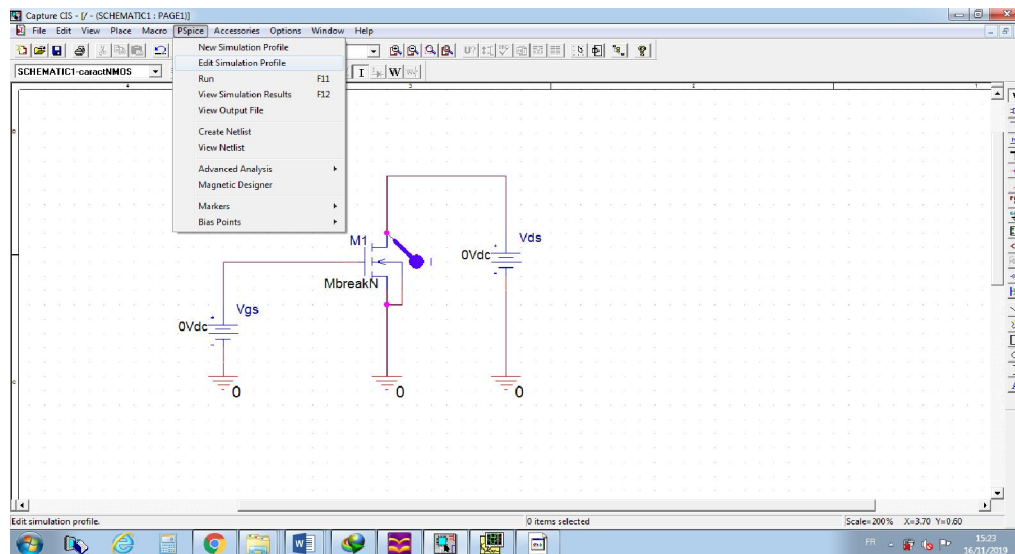 Capture CIS - [/ - (SCHEMATIC1 : PAGE1)]
File Edit View Place Macro PSpice Accessories Options Window Help
SCHEMATIC1-caractNMOS
New Simulation Profile
Edit Simulation Profile
Run F11
View Simulation Results F12
View Output File
Create Netlist
View Netlist
Advanced Analysis
Magnetic Designer
Markers
Bias Points
M1
MbreakN
I
Vds
0Vdc
Vgs
0Vdc
0
0
0
Edit simulation profile.
0 items selected
Scale=200% X=3.70 Y=0.60
FR
15:23
16/11/2019